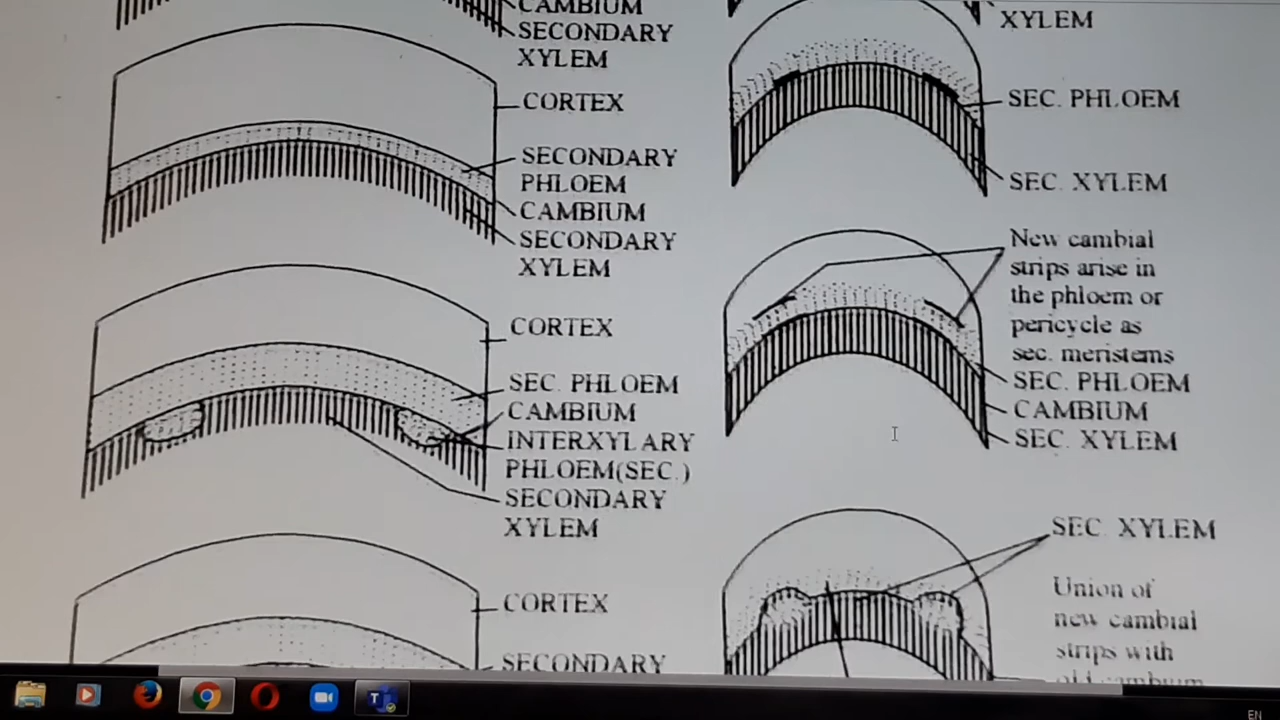 CAMBIUM
SECONDARY
XYLEM
CORTEX
SECONDARY
PHLOEM
CAMBIUM
SECONDARY
XYLEM
CORTEX
SEC. PHLOEM
CAMBIUM
INTERXYLARY
PHLOEM(SEC.)
SECONDARY
XYLEM
CORTEX
SECONDARY
XYLEM
SEC. PHLOEM
SEC. XYLEM
New cambial
strips arise in
the phloem or
pericycle as
sec. meristems
SEC. PHLOEM
CAMBIUM
SEC. XYLEM
SEC. XYLEM
Union of
new cambial
strips with
old cambium
EN